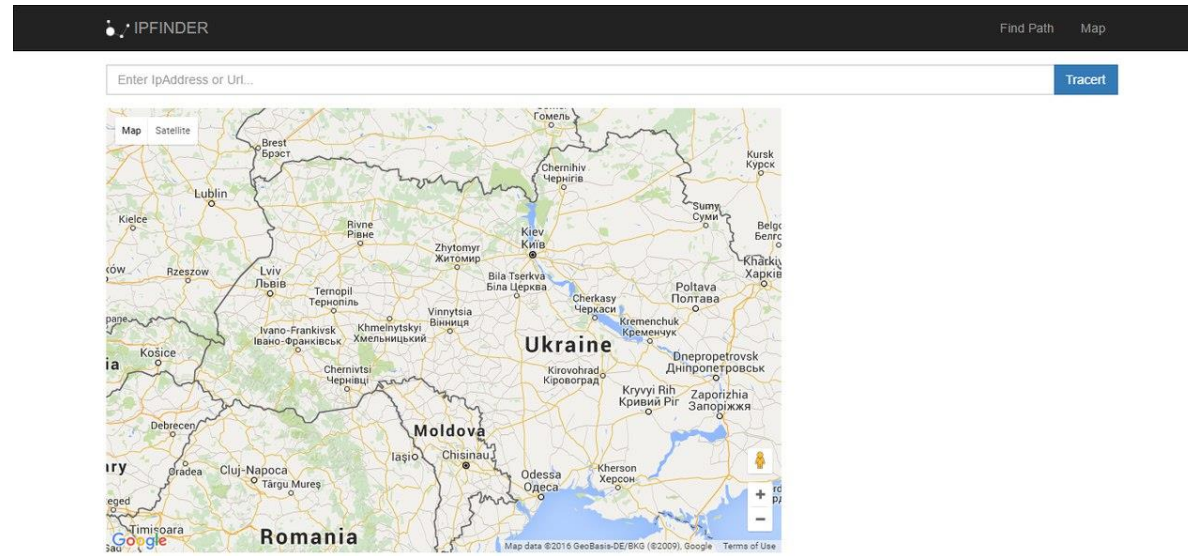 IPFINDER
Find Path Map
Enter IpAddress or Url...
Tracert
Map Satellite
Гомель
Brest
Брэст
Kursk
Курск
Chernihiv
Чернігів
Lublin
Sumy
Суми
Kielce
Rivne
Рівне
Kiev
Київ
Zhytomyr
Житомир
Kharkiv
Харків
Rzeszow
Lviv
Львів
Bila Tserkva
Біла Церква
Poltava
Полтава
Ternopil
Тернопіль
Cherkasy
Черкаси
Vinnytsia
Вінниця
Kremenchuk
Кременчук
Ivano-Frankivsk
Івано-Франківськ
Khmelnytskyi
Хмельницький
Ukraine
Košice
Dnepropetrovsk
Дніпропетровськ
Chernivtsi
Чернівці
Kirovohrad
Кіровоград
Kryvyi Rih
Кривий Ріг
Zaporizhia
Запоріжжя
Debrecen
Moldova
Iași
Chisinau
Oradea
Cluj-Napoca
Târgu Mureș
Odessa
Одеса
Kherson
Херсон
Timișoara
Romania
Google
Map data ©2016 GeoBasis-DE/BKG (©2009), Google Terms of Use